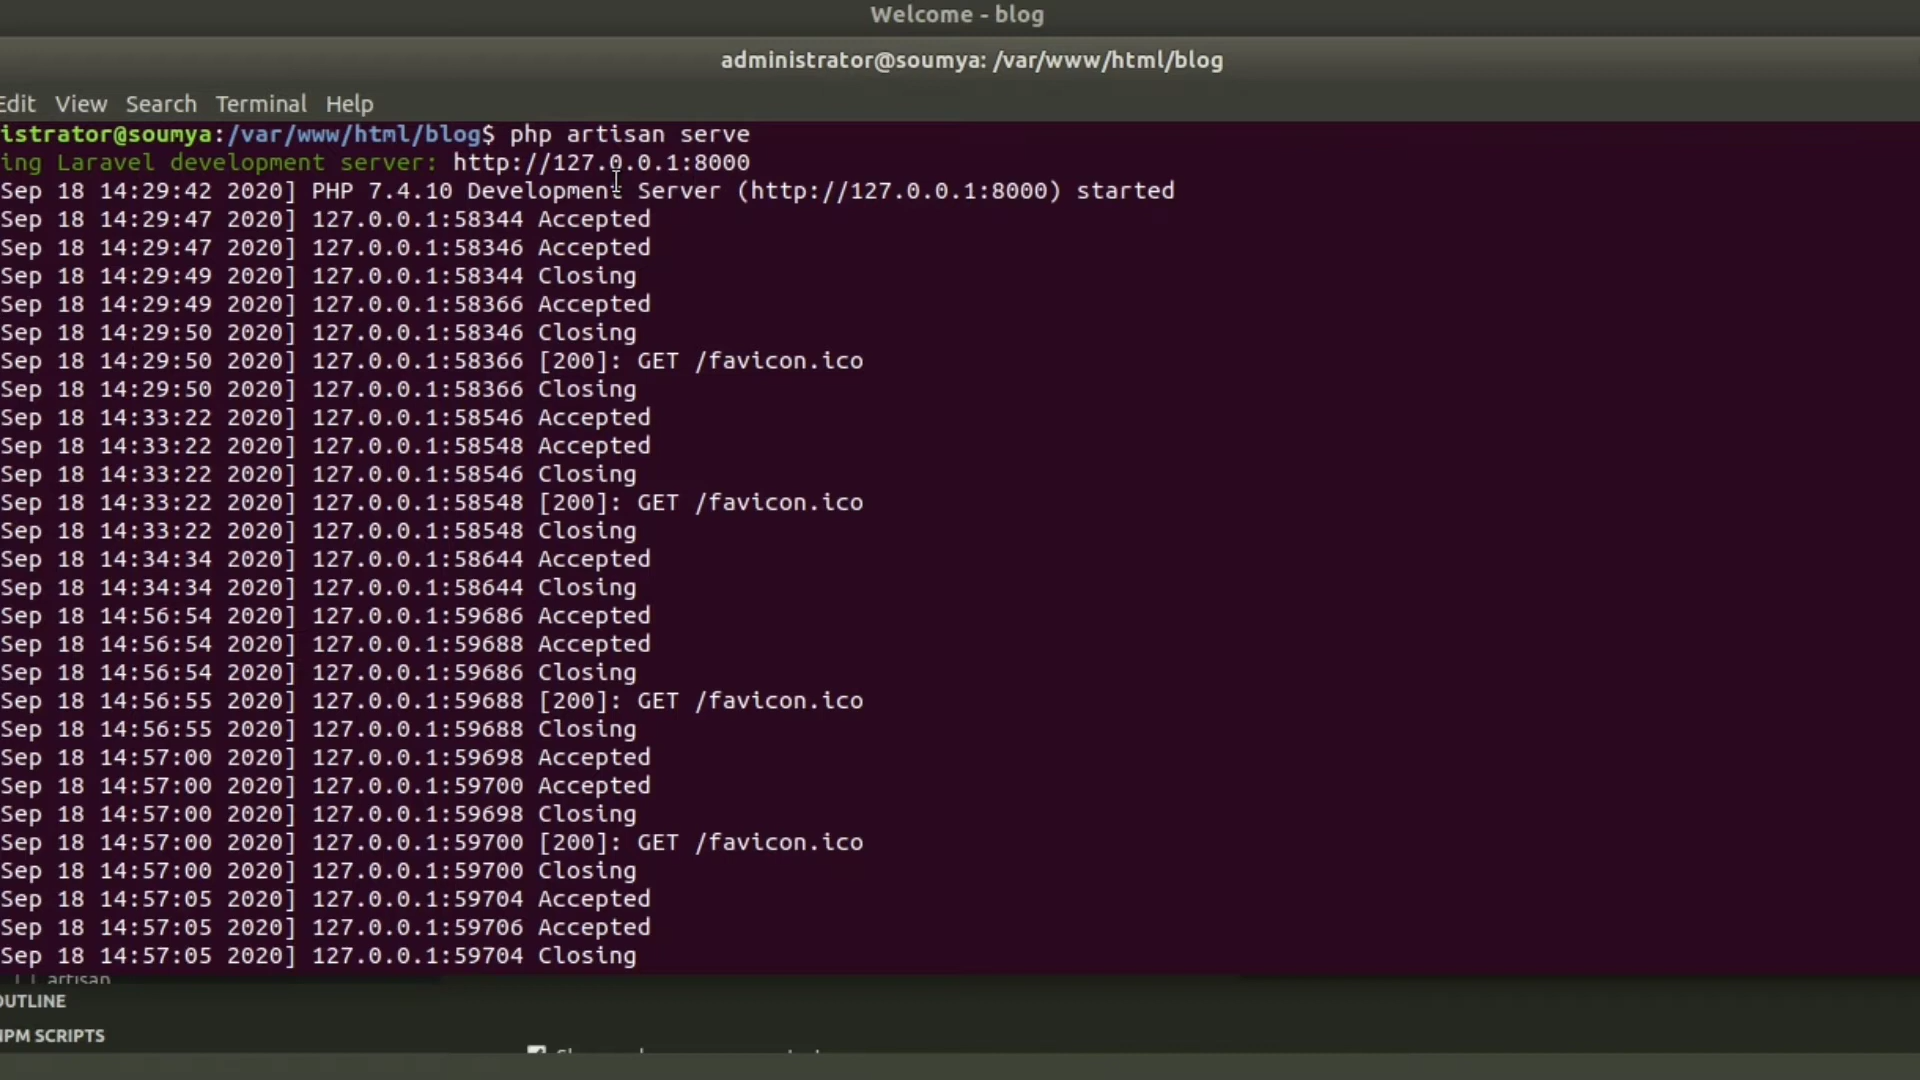 Welcome - blog
administrator@soumya: /var/www/html/blog
Edit View Search Terminal Help
istrator@soumya:/var/www/html/blog$ php artisan serve
ing Laravel development server: http://127.0.0.1:8000
Sep 18 14:29:42 2020] PHP 7.4.10 Development Server (http://127.0.0.1:8000) started
Sep 18 14:29:47 2020] 127.0.0.1:58344 Accepted
Sep 18 14:29:47 2020] 127.0.0.1:58346 Accepted
Sep 18 14:29:49 2020] 127.0.0.1:58344 Closing
Sep 18 14:29:49 2020] 127.0.0.1:58366 Accepted
Sep 18 14:29:50 2020] 127.0.0.1:58346 Closing
Sep 18 14:29:50 2020] 127.0.0.1:58366 [200]: GET /favicon.ico
Sep 18 14:29:50 2020] 127.0.0.1:58366 Closing
Sep 18 14:33:22 2020] 127.0.0.1:58546 Accepted
Sep 18 14:33:22 2020] 127.0.0.1:58548 Accepted
Sep 18 14:33:22 2020] 127.0.0.1:58546 Closing
Sep 18 14:33:22 2020] 127.0.0.1:58548 [200]: GET /favicon.ico
Sep 18 14:33:22 2020] 127.0.0.1:58548 Closing
Sep 18 14:34:34 2020] 127.0.0.1:58644 Accepted
Sep 18 14:34:34 2020] 127.0.0.1:58644 Closing
Sep 18 14:56:54 2020] 127.0.0.1:59686 Accepted
Sep 18 14:56:54 2020] 127.0.0.1:59688 Accepted
Sep 18 14:56:54 2020] 127.0.0.1:59686 Closing
Sep 18 14:56:55 2020] 127.0.0.1:59688 [200]: GET /favicon.ico
Sep 18 14:56:55 2020] 127.0.0.1:59688 Closing
Sep 18 14:57:00 2020] 127.0.0.1:59698 Accepted
Sep 18 14:57:00 2020] 127.0.0.1:59700 Accepted
Sep 18 14:57:00 2020] 127.0.0.1:59698 Closing
Sep 18 14:57:00 2020] 127.0.0.1:59700 [200]: GET /favicon.ico
Sep 18 14:57:00 2020] 127.0.0.1:59700 Closing
Sep 18 14:57:05 2020] 127.0.0.1:59704 Accepted
Sep 18 14:57:05 2020] 127.0.0.1:59706 Accepted
Sep 18 14:57:05 2020] 127.0.0.1:59704 Closing
artisan
OUTLINE
NPM SCRIPTS